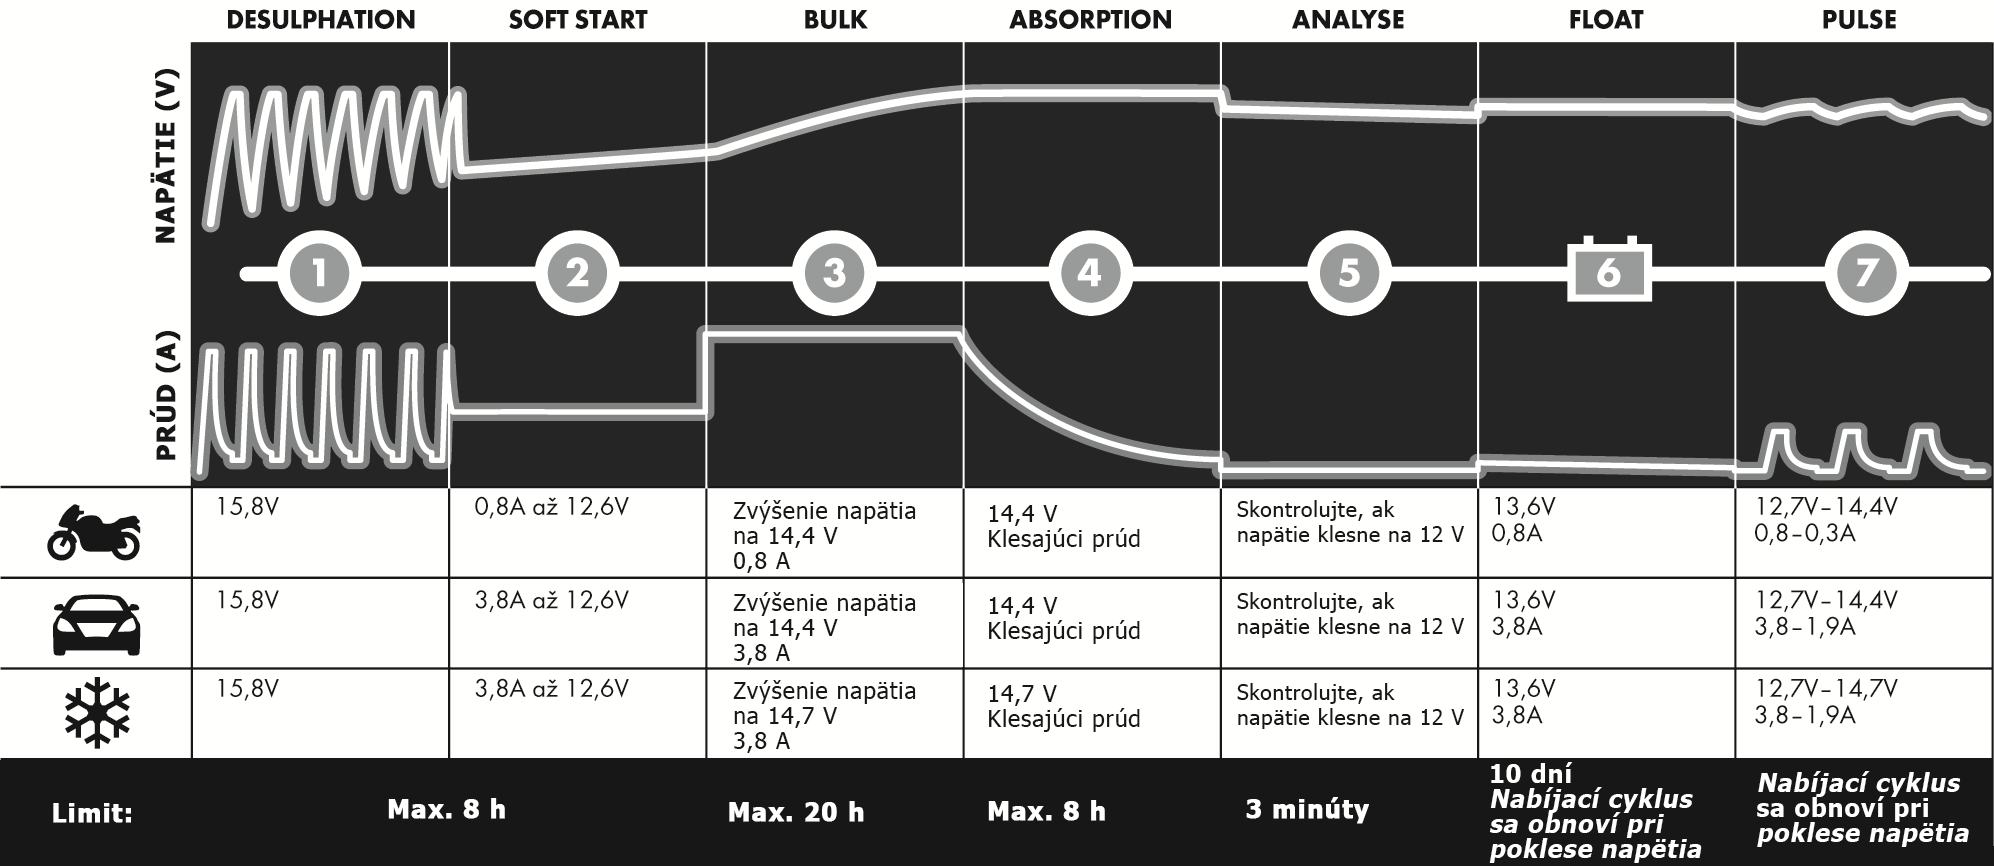 DESULPHATION SOFT START BULK ABSORPTION ANALYSE FLOAT PULSE
NAPÄTIE (V)
1 2 3 4 5 6 7
PRÚD (A)
15,8V
0,8A až 12,6V
Zvýšenie napätia
na 14,4 V
0,8 A
14,4 V
Klesajúci prúd
Skontrolujte, ak
napätie klesne na 12 V
13,6V
0,8A
12,7V–14,4V
0,8–0,3A
15,8V
3,8A až 12,6V
Zvýšenie napätia
na 14,4 V
3,8 A
14,4 V
Klesajúci prúd
Skontrolujte, ak
napätie klesne na 12 V
13,6V
3,8A
12,7V–14,4V
3,8–1,9A
15,8V
3,8A až 12,6V
Zvýšenie napätia
na 14,7 V
3,8 A
14,7 V
Klesajúci prúd
Skontrolujte, ak
napätie klesne na 12 V
13,6V
3,8A
12,7V–14,7V
3,8–1,9A
Limit:
Max. 8 h
Max. 20 h
Max. 8 h
3 minúty
10 dní
Nabíjací cyklus
sa obnoví pri
poklese napëtia
Nabíjací cyklus
sa obnoví pri
poklese napëtia